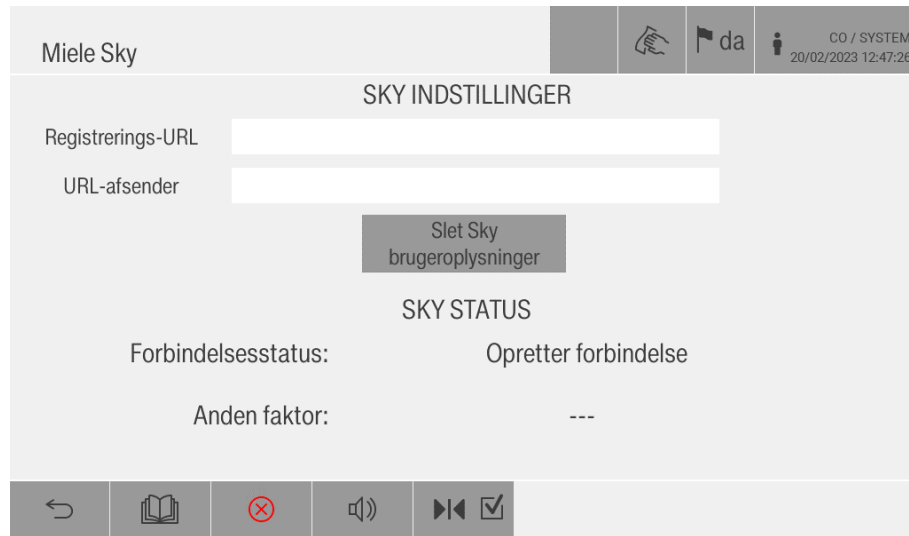 Miele Sky
da
CO / SYSTEM
20/02/2023 12:47:26
SKY INDSTILLINGER
Registrerings-URL
URL-afsender
Slet Sky
brugeroplysninger
SKY STATUS
Forbindelsesstatus: Opretter forbindelse
Anden faktor: ---